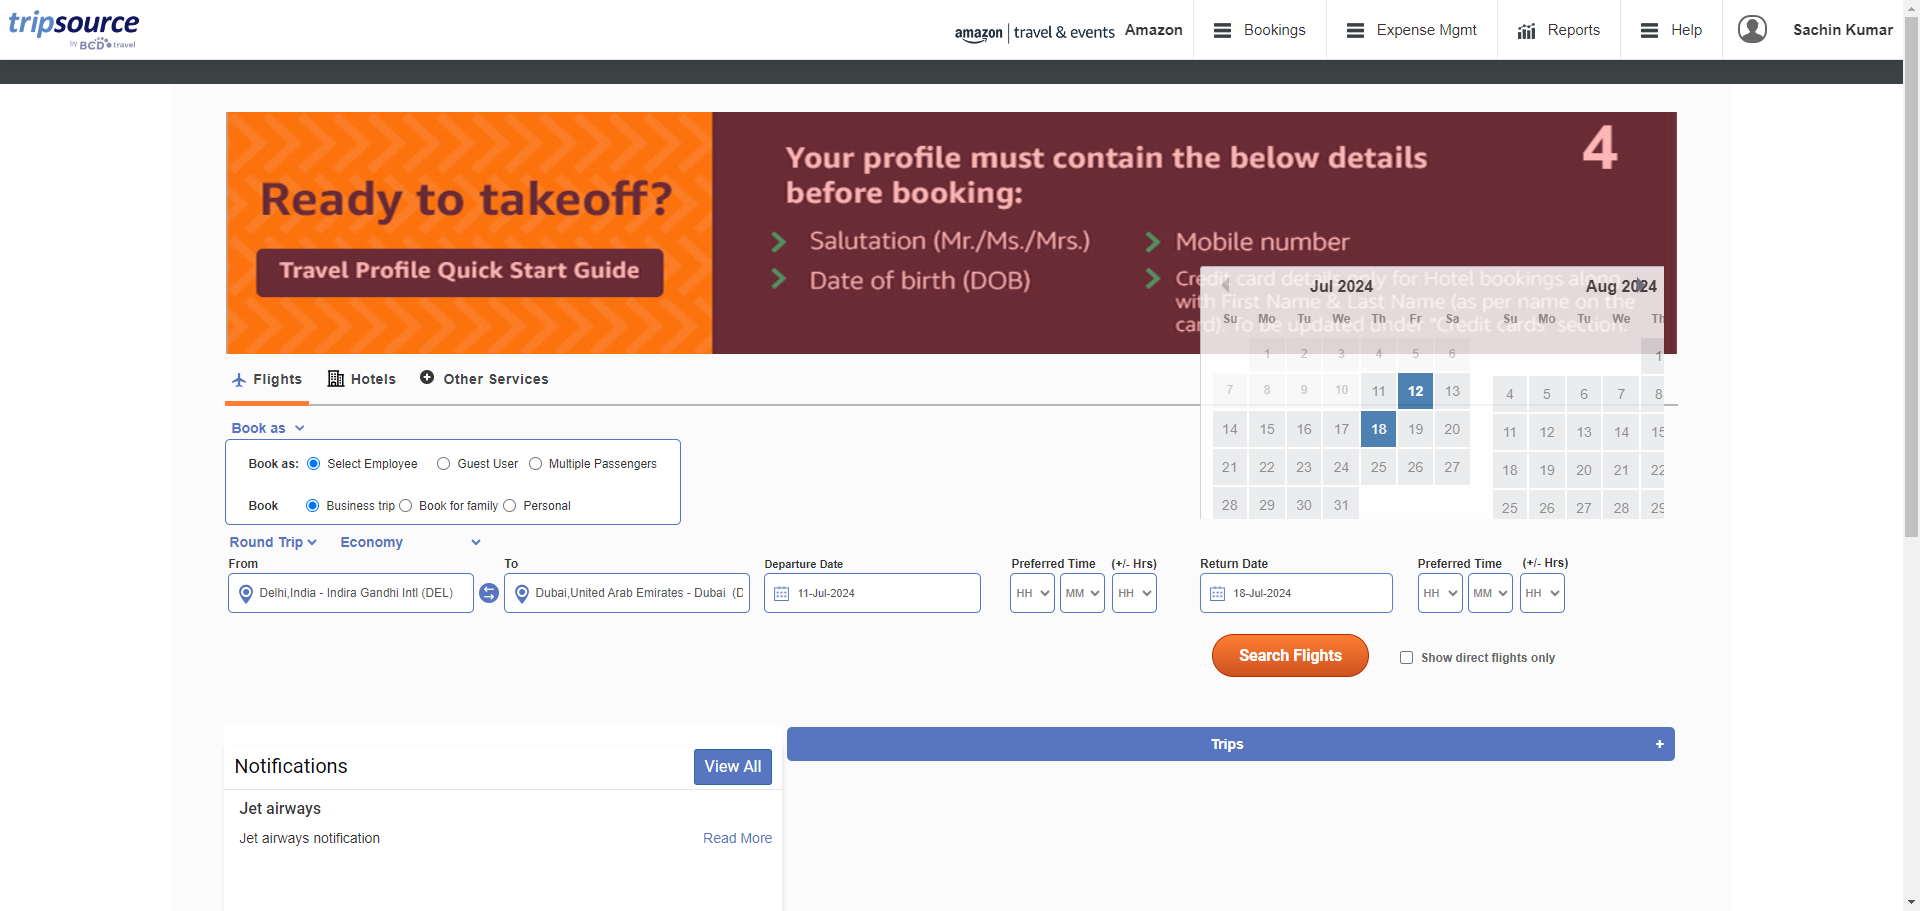 tripsource
by BCD travel
amazon | travel & events Amazon
Bookings
Expense Mgmt
Reports
Help
Sachin Kumar
Ready to takeoff?
Travel Profile Quick Start Guide
Your profile must contain the below details
before booking:
4
Salutation (Mr./Ms./Mrs.)
Mobile number
Date of birth (DOB)
Credit card details only for Hotel bookings along
with First Name & Last Name (as per name on the
card). To be updated under "Credit cards" section.
Jul 2024
Su Mo Tu We Th Fr Sa
1 2 3 4 5 6
7 8 9 10 11 12 13
14 15 16 17 18 19 20
21 22 23 24 25 26 27
28 29 30 31
Aug 2024
Su Mo Tu We Th
1
4 5 6 7 8
11 12 13 14 15
18 19 20 21 22
25 26 27 28 29
Flights
Hotels
Other Services
Book as
Book as: Select Employee Guest User Multiple Passengers
Book Business trip Book for family Personal
Round Trip
Economy
From
To
Departure Date
Preferred Time
(+/- Hrs)
Return Date
Preferred Time
(+/- Hrs)
Delhi,India - Indira Gandhi Intl (DEL)
Dubai,United Arab Emirates - Dubai (D
11-Jul-2024
HH
MM
HH
18-Jul-2024
HH
MM
HH
Search Flights
Show direct flights only
Trips
+
Notifications
View All
Jet airways
Jet airways notification
Read More